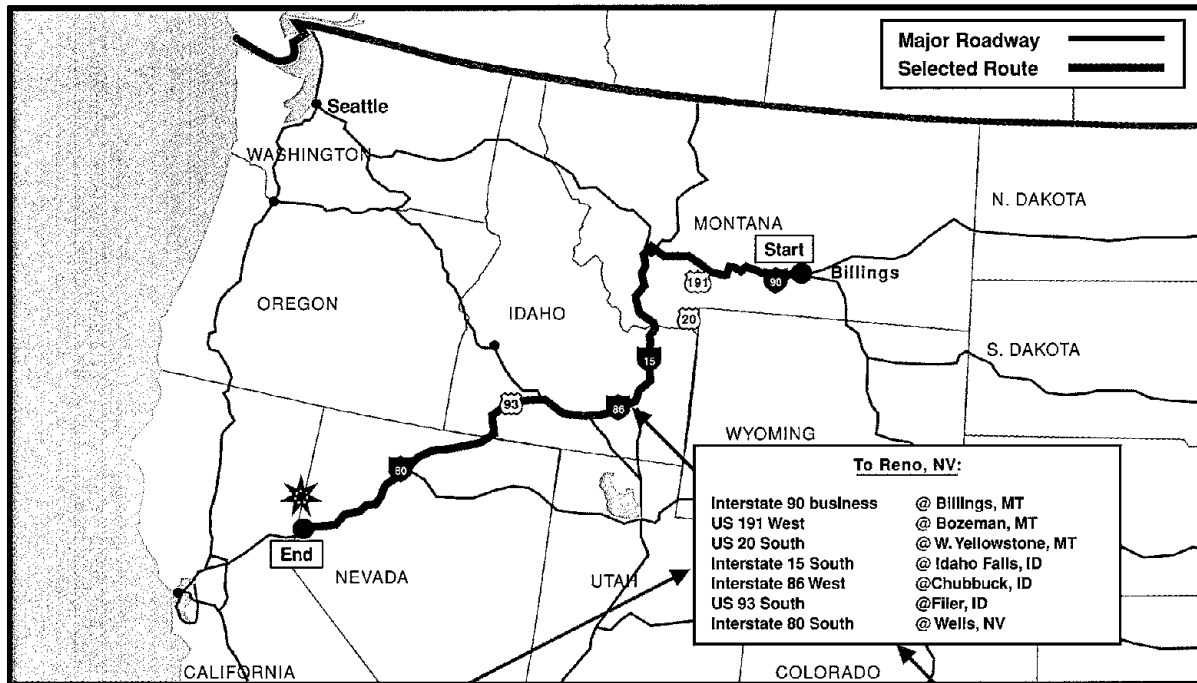 Major Roadway
Selected Route
Seattle
WASHINGTON
MONTANA
N. DAKOTA
Start
Billings
191
90
OREGON
IDAHO
20
15
S. DAKOTA
93
86
WYOMING
80
To Reno, NV:
Interstate 90 business @ Billings, MT
US 191 West @ Bozeman, MT
US 20 South @ W. Yellowstone, MT
Interstate 15 South @ Idaho Falls, ID
Interstate 86 West @Chubbuck, ID
US 93 South @Filer, ID
Interstate 80 South @ Wells, NV
End
NEVADA
UTAH
CALIFORNIA
COLORADO